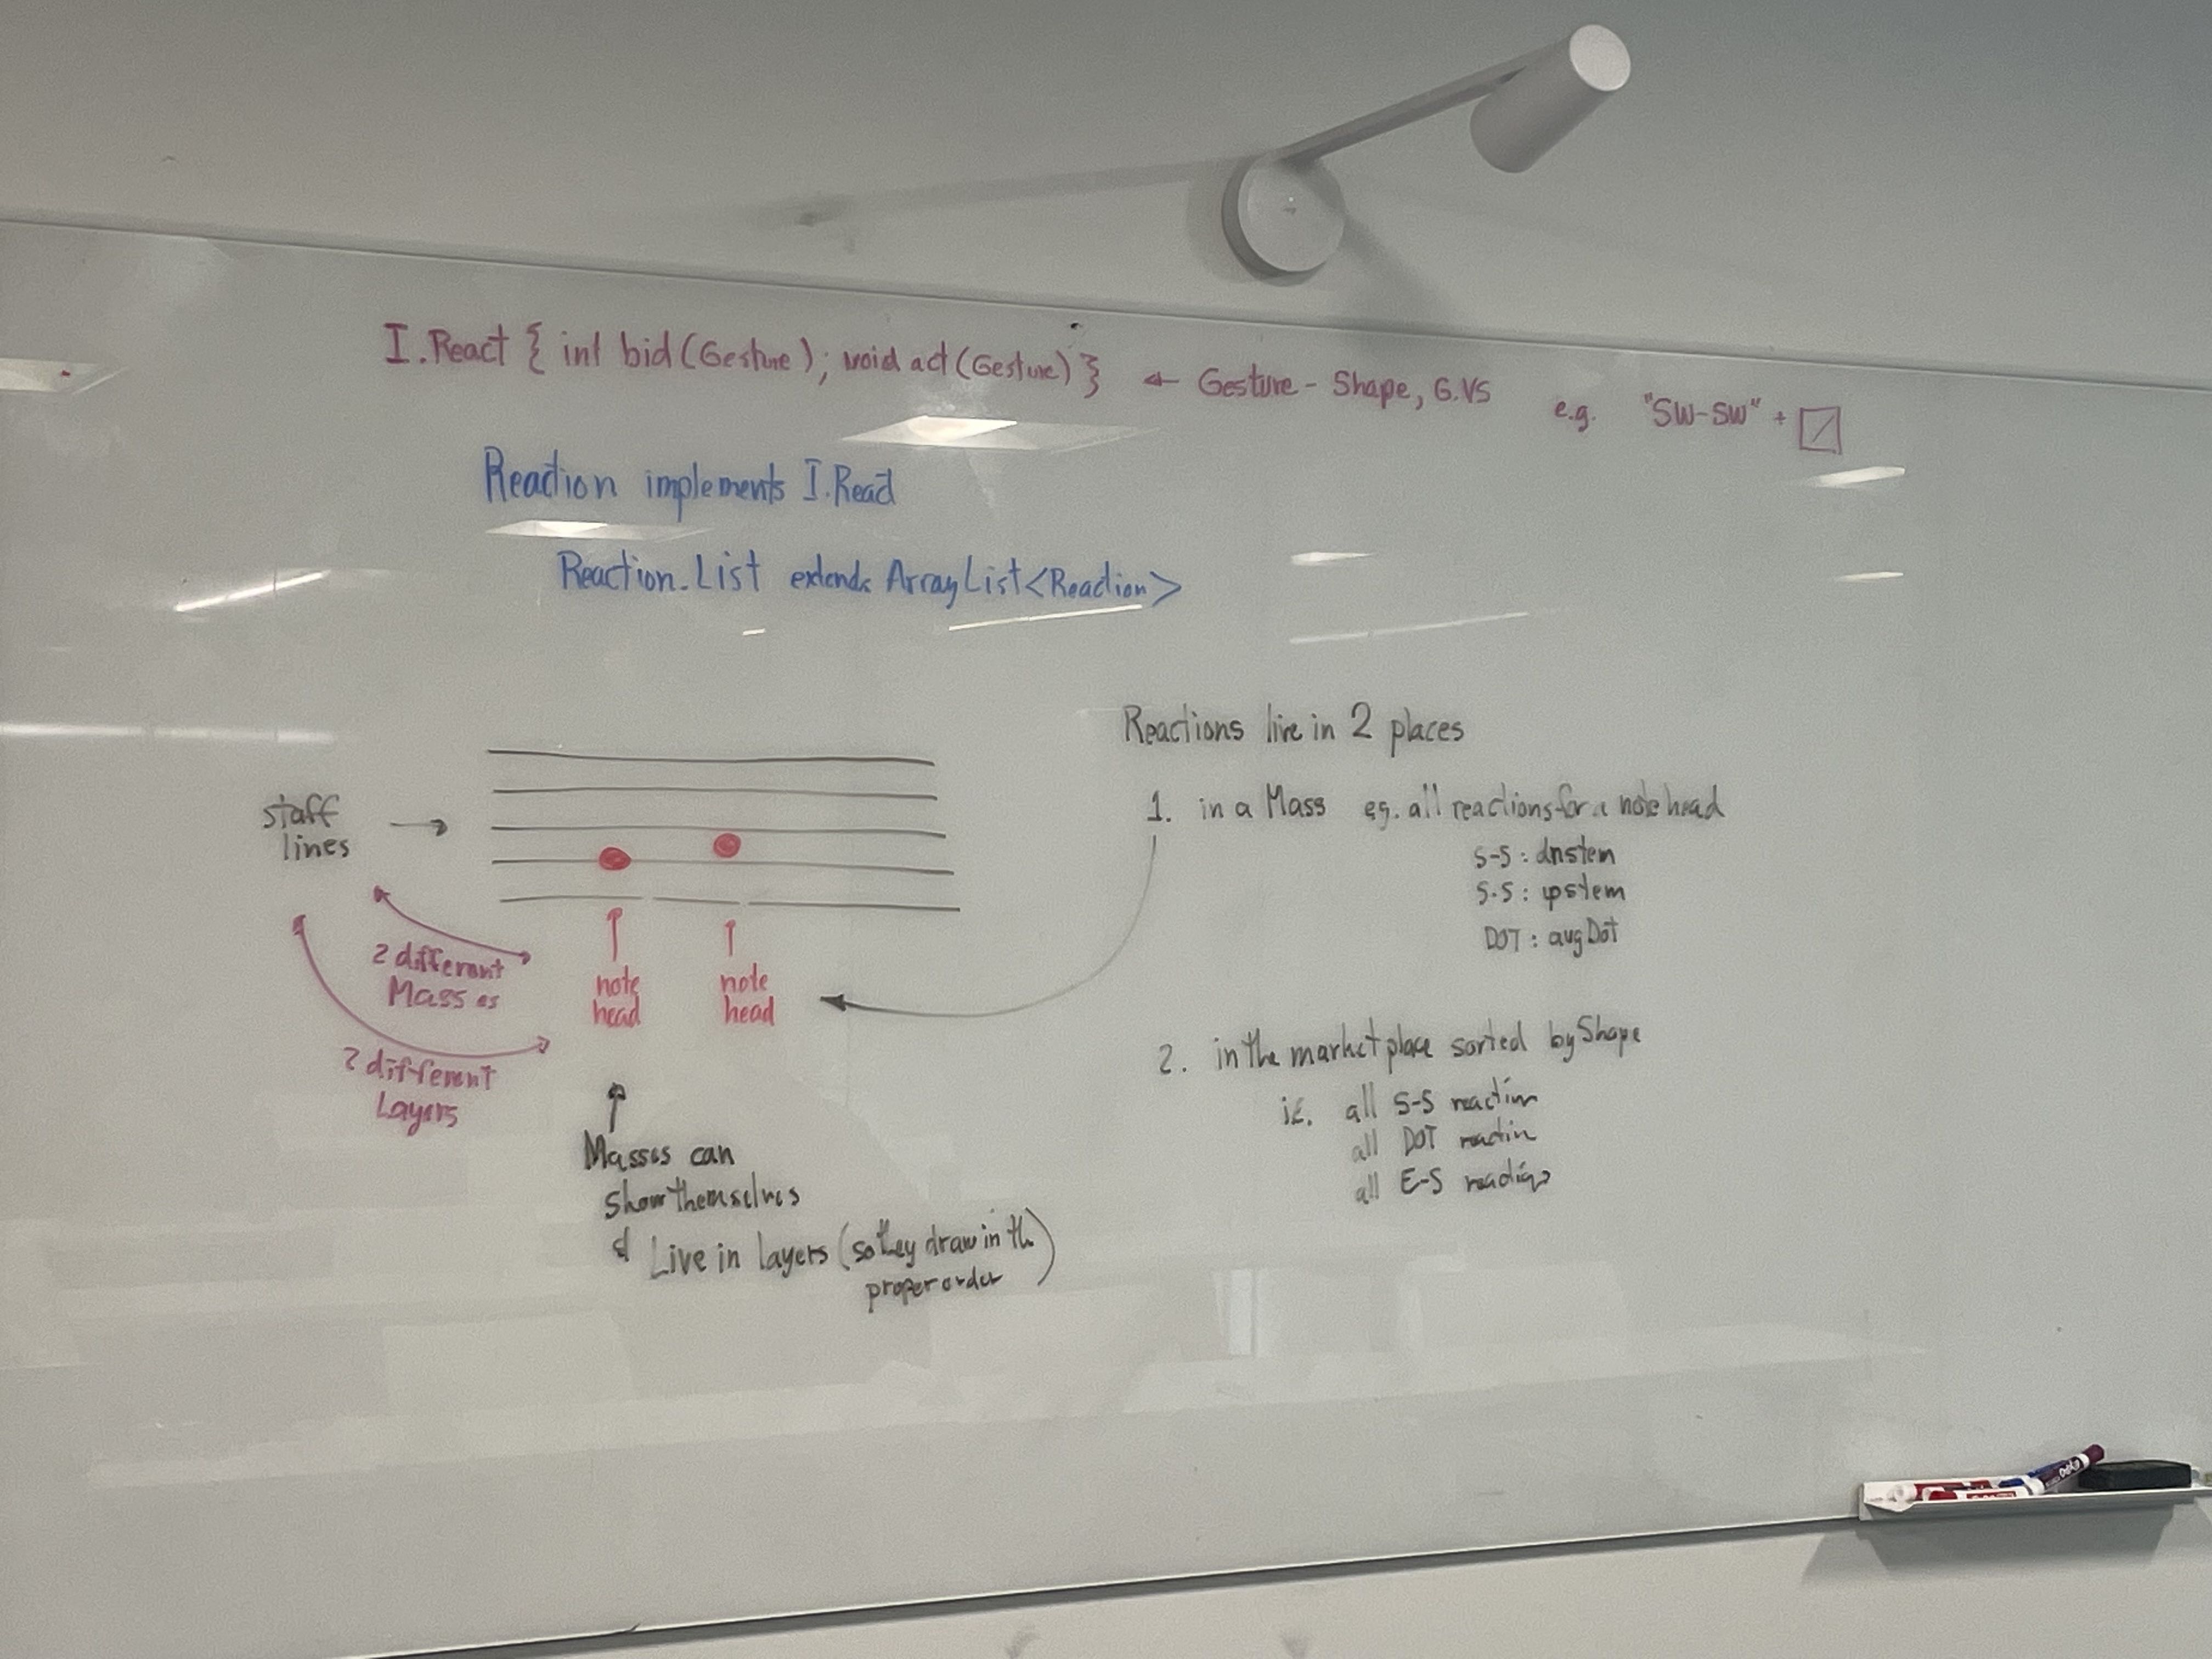 I.React { int bid(Gesture); void act(Gesture) } ← Gesture - Shape, G.VS e.g. "SW-SW" +
Reaction implements I.React
Reaction.List extends ArrayList<Reaction>
staff
lines
2 different
Masses
2 different
Layers
note
head
note
head
Masses can
show themselves
& Live in layers (so they draw in th
proper order)
Reactions live in 2 places
1. in a Mass eg. all reactions for a note head
S-S : dnstem
S-S : upstem
DOT : augDot
2. in the market place sorted by Shape
ie. all S-S reaction
all DOT reaction
all E-S reactions